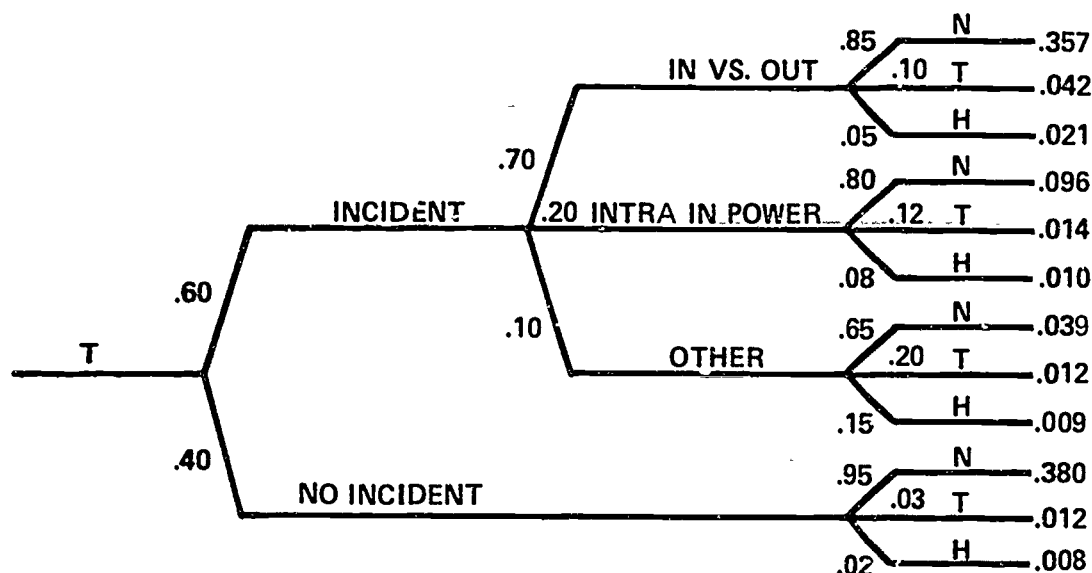 .85 N .357
IN VS. OUT .10 T .042
.05 H .021
.70
.80 N .096
INCIDENT .20 INTRA IN POWER .12 T .014
.08 H .010
.60
.10
.65 N .039
T OTHER .20 T .012
.15 H .009
.40
.95 N .380
NO INCIDENT .03 T .012
.02 H .008